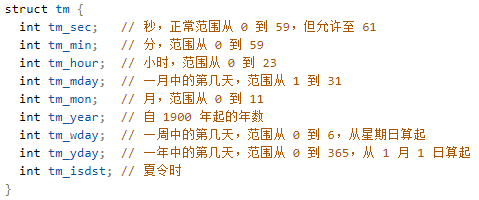 struct tm {
  int tm_sec;   // 秒，正常范围从 0 到 59，但允许至 61
  int tm_min;   // 分，范围从 0 到 59
  int tm_hour;  // 小时，范围从 0 到 23
  int tm_mday;  // 一月中的第几天，范围从 1 到 31
  int tm_mon;   // 月，范围从 0 到 11
  int tm_year;  // 自 1900 年起的年数
  int tm_wday;  // 一周中的第几天，范围从 0 到 6，从星期日算起
  int tm_yday;  // 一年中的第几天，范围从 0 到 365，从 1 月 1 日算起
  int tm_isdst; // 夏令时
}